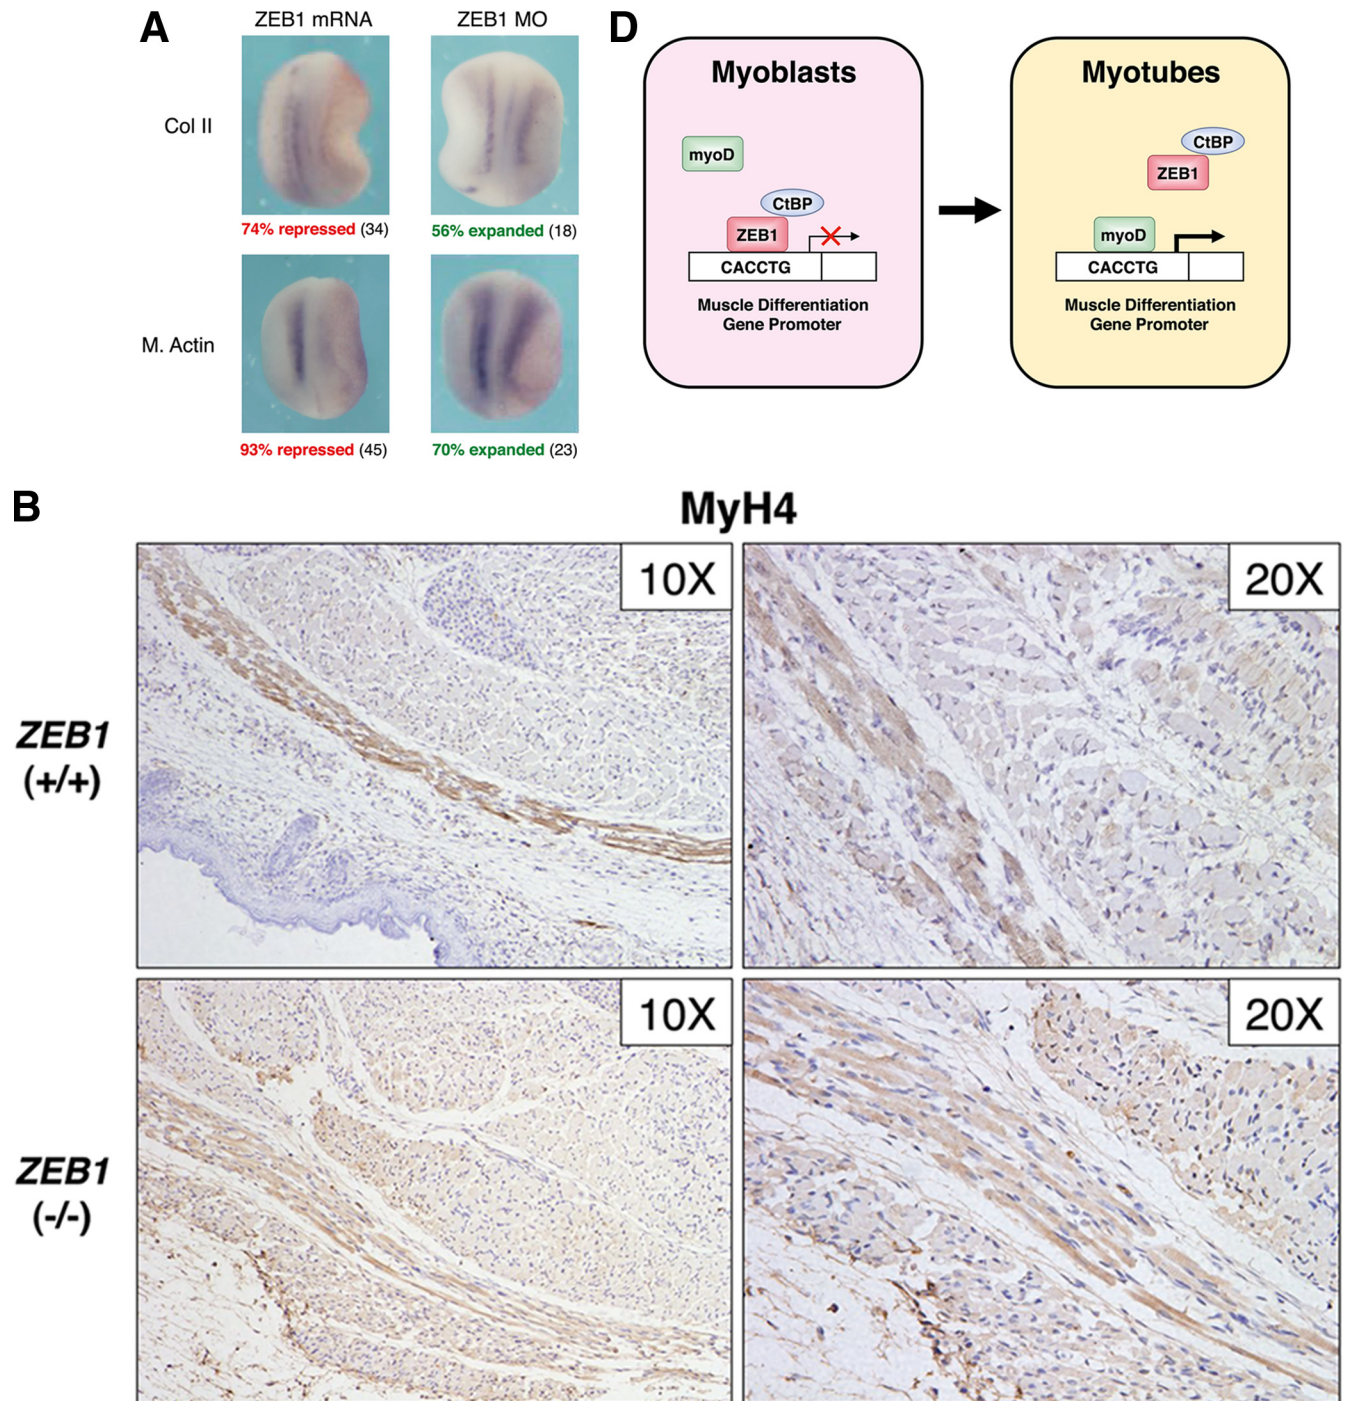 A
ZEB1 mRNA
ZEB1 MO
Col II
74% repressed (34)
56% expanded (18)
M. Actin
93% repressed (45)
70% expanded (23)
D
Myoblasts
myoD
CtBP
ZEB1
CACCTG
Muscle Differentiation
Gene Promoter
Myotubes
CtBP
ZEB1
myoD
CACCTG
Muscle Differentiation
Gene Promoter
B
MyH4
10X
20X
ZEB1
(+/+)
10X
20X
ZEB1
(-/-)